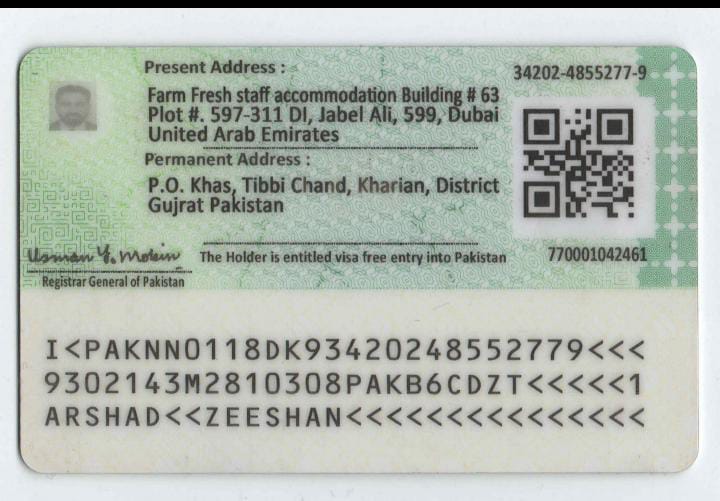 Present Address :
34202-4855277-9
Farm Fresh staff accommodation Building # 63
Plot #. 597-311 DI, Jabel Ali, 599, Dubai
United Arab Emirates
Permanent Address :
P.O. Khas, Tibbi Chand, Kharian, District
Gujrat Pakistan
Usman Y. Mobin
The Holder is entitled visa free entry into Pakistan
770001042461
Registrar General of Pakistan
I<PAKNN0118DK93420248552779<<<
9302143M2810308PAKB6CDZT<<<<<1
ARSHAD<<ZEESHAN<<<<<<<<<<<<<<<